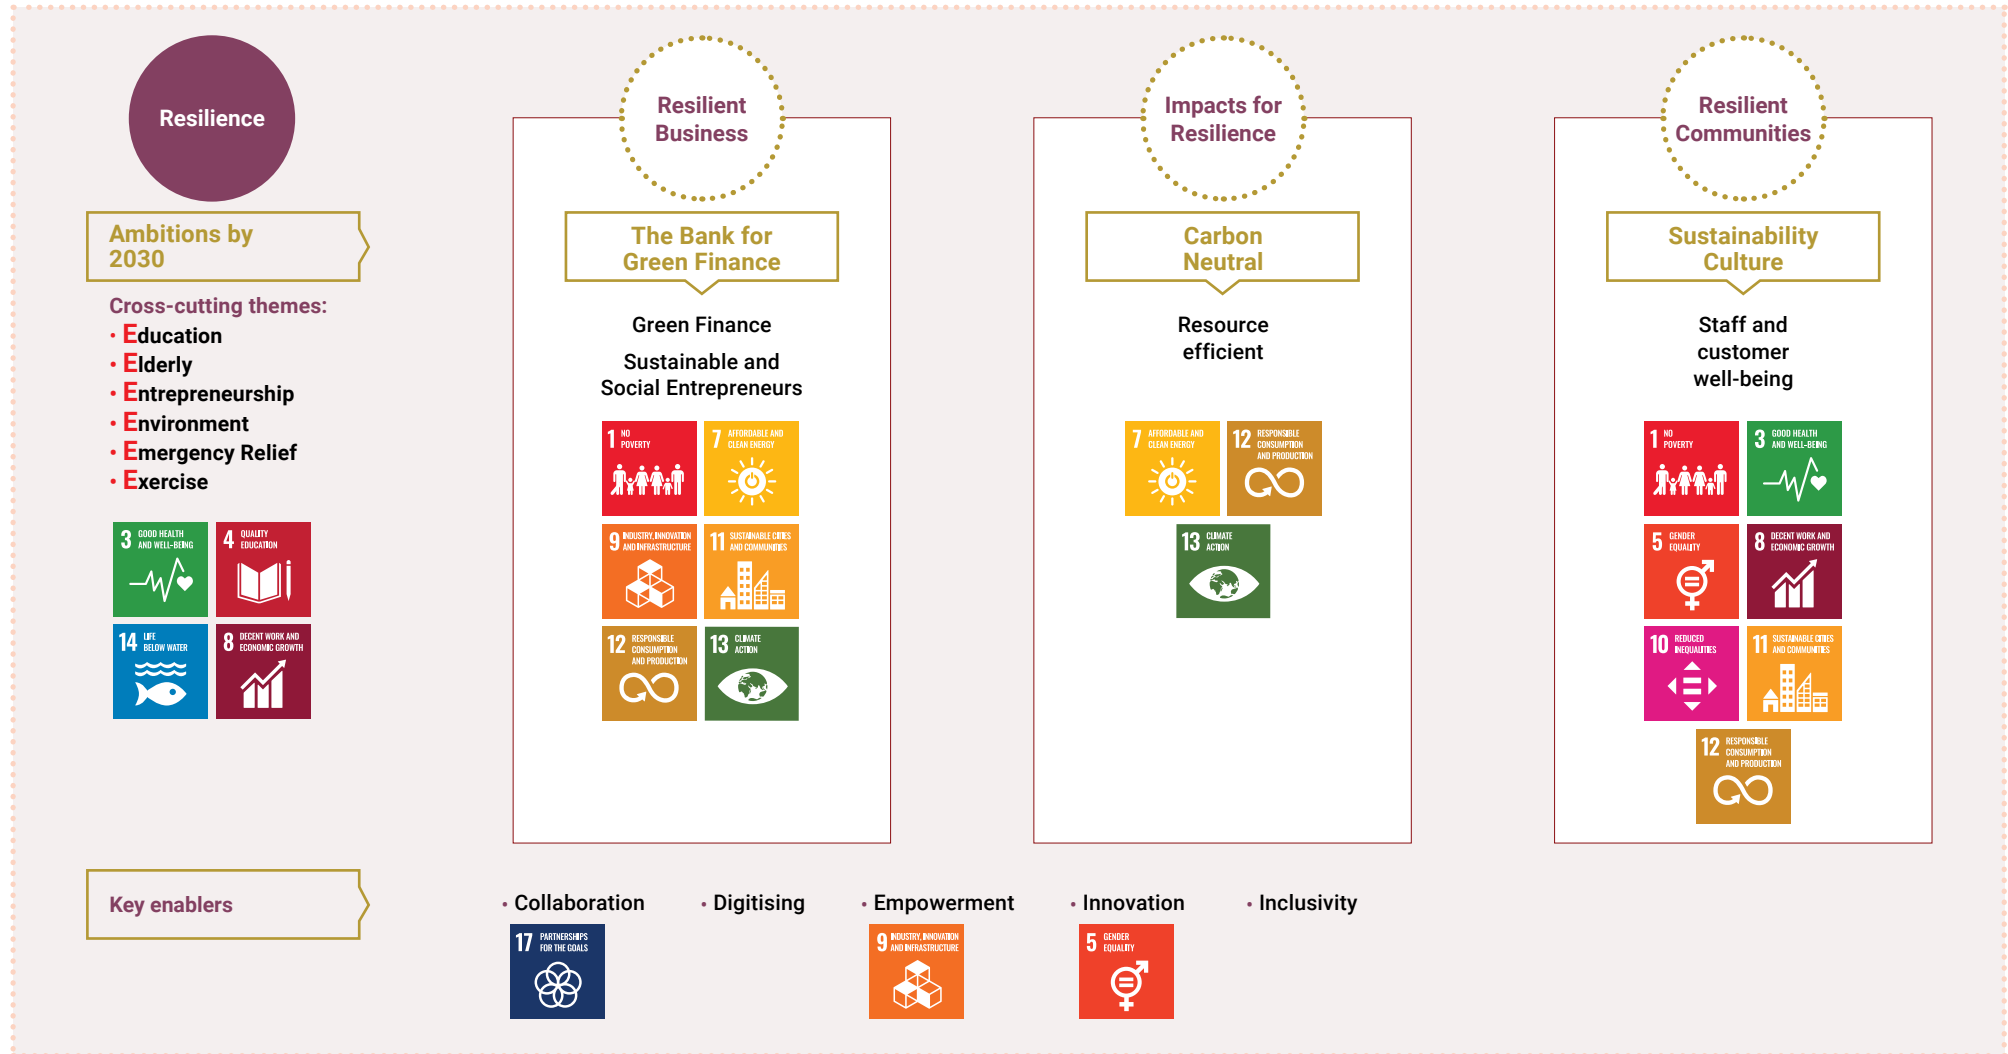 Resilience
Ambitions by
2030
Cross-cutting themes:
· Education
· Elderly
· Entrepreneurship
· Environment
· Emergency Relief
· Exercise
3 GOOD HEALTH
AND WELL-BEING
4 QUALITY
EDUCATION
14 LIFE
BELOW WATER
8 DECENT WORK AND
ECONOMIC GROWTH
Resilient
Business
The Bank for
Green Finance
Green Finance
Sustainable and
Social Entrepreneurs
1 NO
POVERTY
7 AFFORDABLE AND
CLEAN ENERGY
9 INDUSTRY, INNOVATION
AND INFRASTRUCTURE
11 SUSTAINABLE CITIES
AND COMMUNITIES
12 RESPONSIBLE
CONSUMPTION
AND PRODUCTION
13 CLIMATE
ACTION
Impacts for
Resilience
Carbon
Neutral
Resource
efficient
7 AFFORDABLE AND
CLEAN ENERGY
12 RESPONSIBLE
CONSUMPTION
AND PRODUCTION
13 CLIMATE
ACTION
Resilient
Communities
Sustainability
Culture
Staff and
customer
well-being
1 NO
POVERTY
3 GOOD HEALTH
AND WELL-BEING
5 GENDER
EQUALITY
8 DECENT WORK AND
ECONOMIC GROWTH
10 REDUCED
INEQUALITIES
11 SUSTAINABLE CITIES
AND COMMUNITIES
12 RESPONSIBLE
CONSUMPTION
AND PRODUCTION
Key enablers
· Collaboration
· Digitising
· Empowerment
· Innovation
· Inclusivity
17 PARTNERSHIPS
FOR THE GOALS
9 INDUSTRY, INNOVATION
AND INFRASTRUCTURE
5 GENDER
EQUALITY